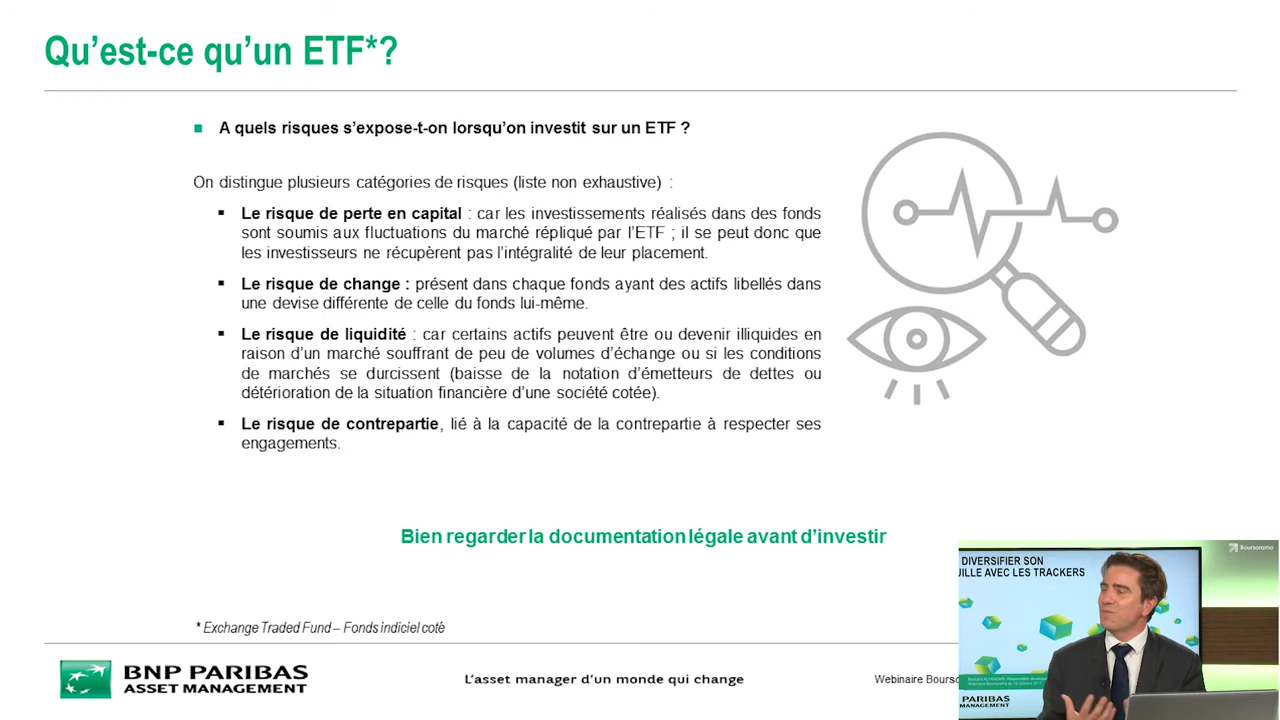 Qu’est-ce qu’un ETF*?
A quels risques s’expose-t-on lorsqu’on investit sur un ETF ?
On distingue plusieurs catégories de risques (liste non exhaustive) :
Le risque de perte en capital : car les investissements réalisés dans des fonds
sont soumis aux fluctuations du marché répliqué par l’ETF ; il se peut donc que
les investisseurs ne récupèrent pas l’intégralité de leur placement.
Le risque de change : présent dans chaque fonds ayant des actifs libellés dans
une devise différente de celle du fonds lui-même.
Le risque de liquidité : car certains actifs peuvent être ou devenir illiquides en
raison d’un marché souffrant de peu de volumes d’échange ou si les conditions
de marchés se durcissent (baisse de la notation d’émetteurs de dettes ou
détérioration de la situation financière d’une société cotée).
Le risque de contrepartie, lié à la capacité de la contrepartie à respecter ses
engagements.
Bien regarder la documentation légale avant d’investir
* Exchange Traded Fund – Fonds indiciel coté
BNP PARIBAS
ASSET MANAGEMENT
L’asset manager d’un monde qui change
Webinaire Bourso
Boursorama
DIVERSIFIER SON
UILLE AVEC LES TRACKERS
PARIBAS
MANAGEMENT